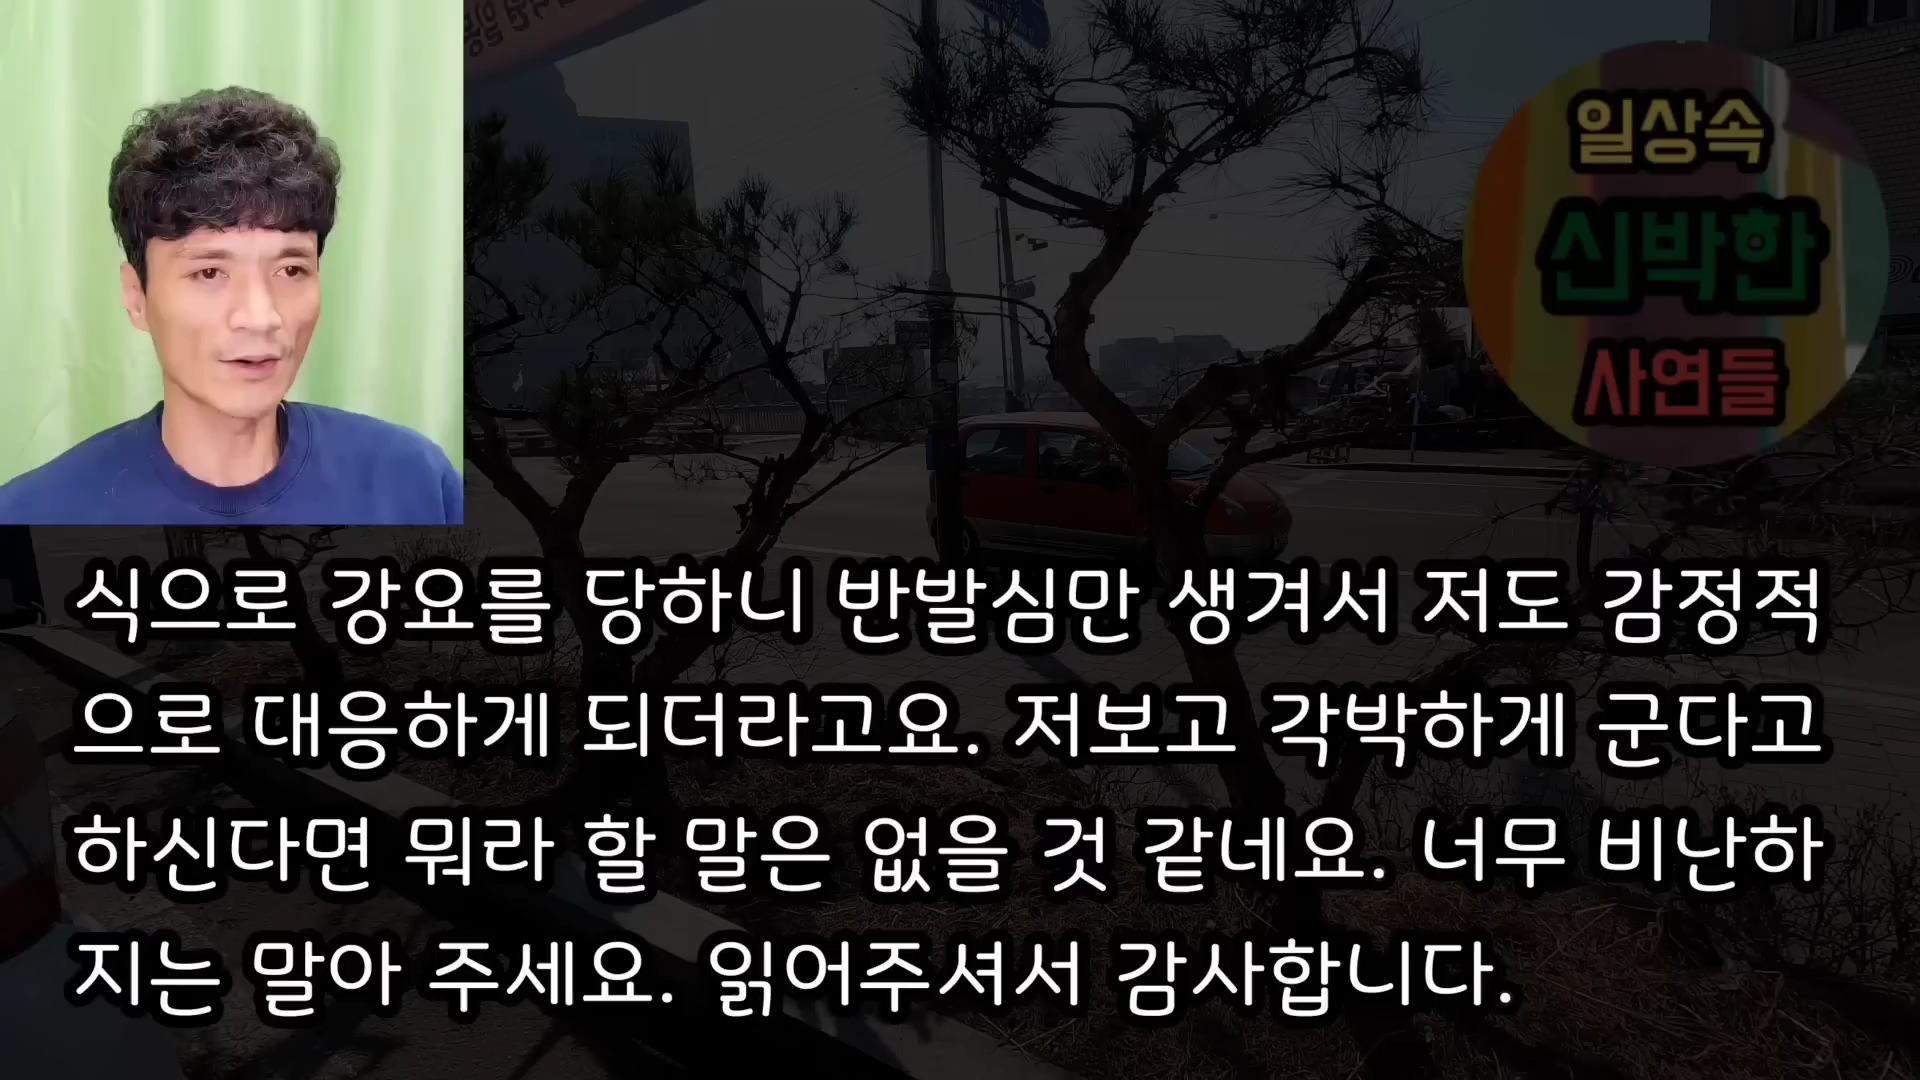 일상속
신박한
사연들
식으로 강요를 당하니 반발심만 생겨서 저도 감정적
으로 대응하게 되더라고요. 저보고 각박하게 군다고
하신다면 뭐라 할 말은 없을 것 같네요. 너무 비난하
지는 말아 주세요. 읽어주셔서 감사합니다.